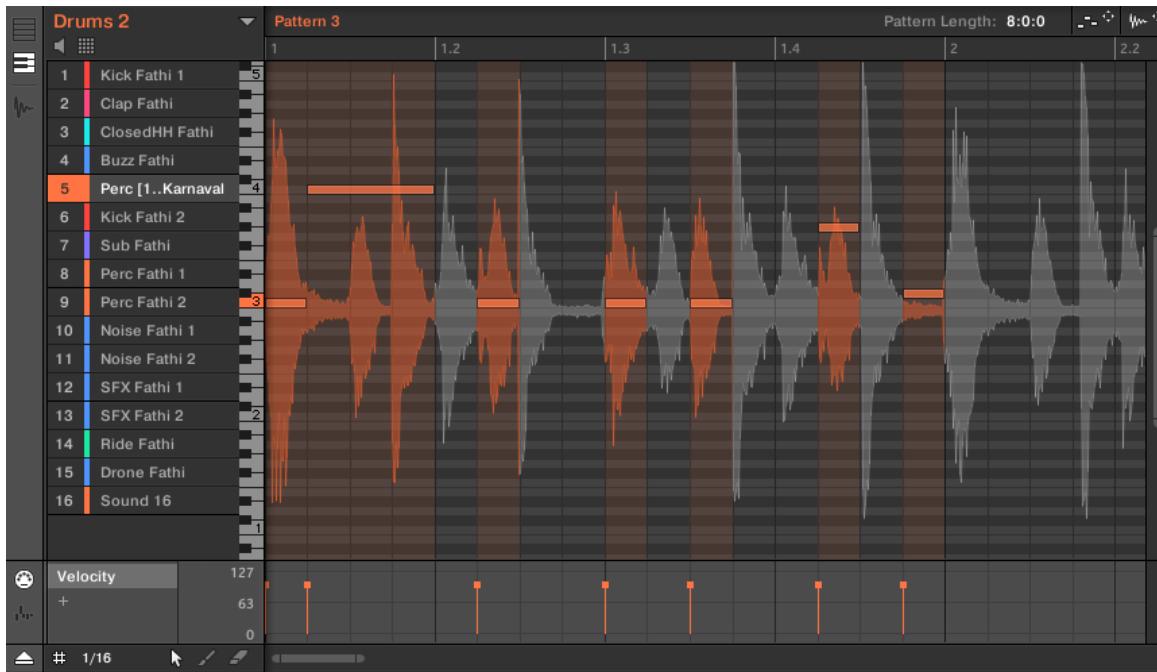 Drums 2
Pattern 3
Pattern Length: 8:0:0
1 1.2 1.3 1.4 2 2.2
1 Kick Fathi 1
2 Clap Fathi
3 ClosedHH Fathi
4 Buzz Fathi
5 Perc [1..Karnaval
6 Kick Fathi 2
7 Sub Fathi
8 Perc Fathi 1
9 Perc Fathi 2
10 Noise Fathi 1
11 Noise Fathi 2
12 SFX Fathi 1
13 SFX Fathi 2
14 Ride Fathi
15 Drone Fathi
16 Sound 16
5
4
3
2
1
Velocity
+
127
63
0
1/16